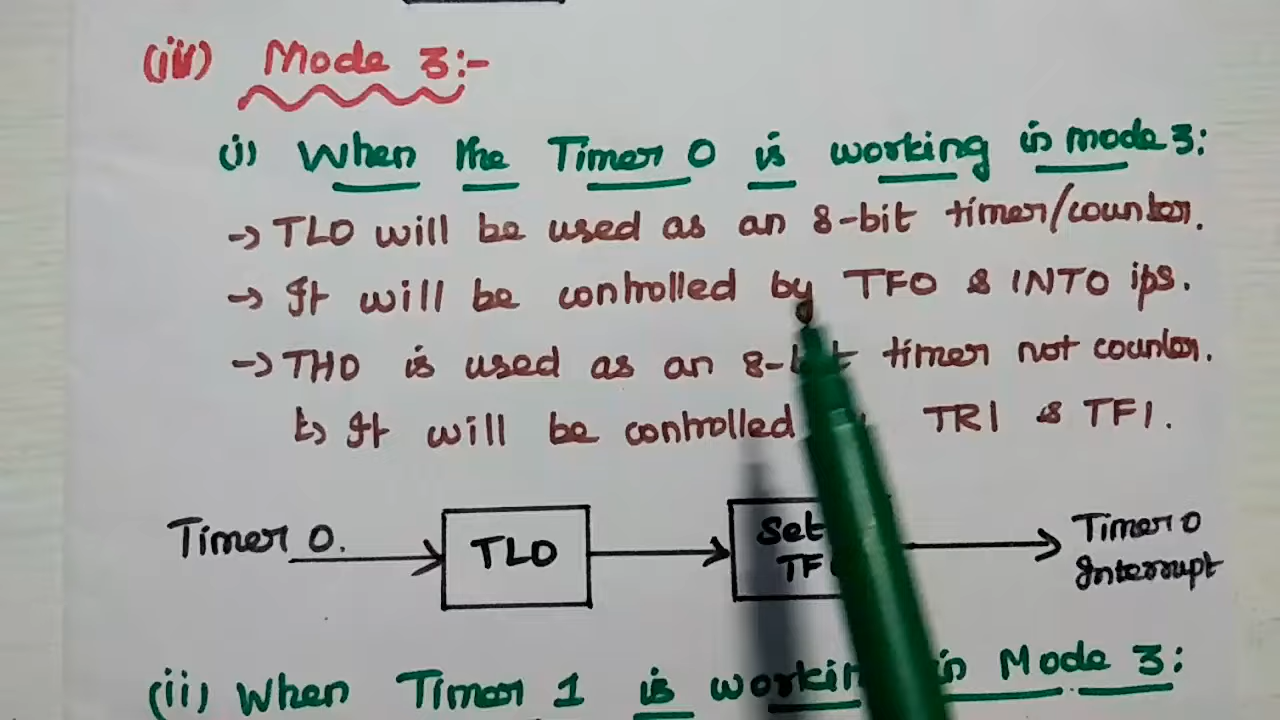 (iv) Mode 3:-
(i) When the Timer 0 is working in mode 3:
→ TL0 will be used as an 8-bit timer/counter.
→ It will be controlled by TF0 & INT0 ips.
→ TH0 is used as an 8-bit timer not counter.
↳ It will be controlled TR1 & TF1.
Timer 0.
TL0
Set
Timer 0
Interrupt
(ii) When Timer 1 is working in Mode 3: